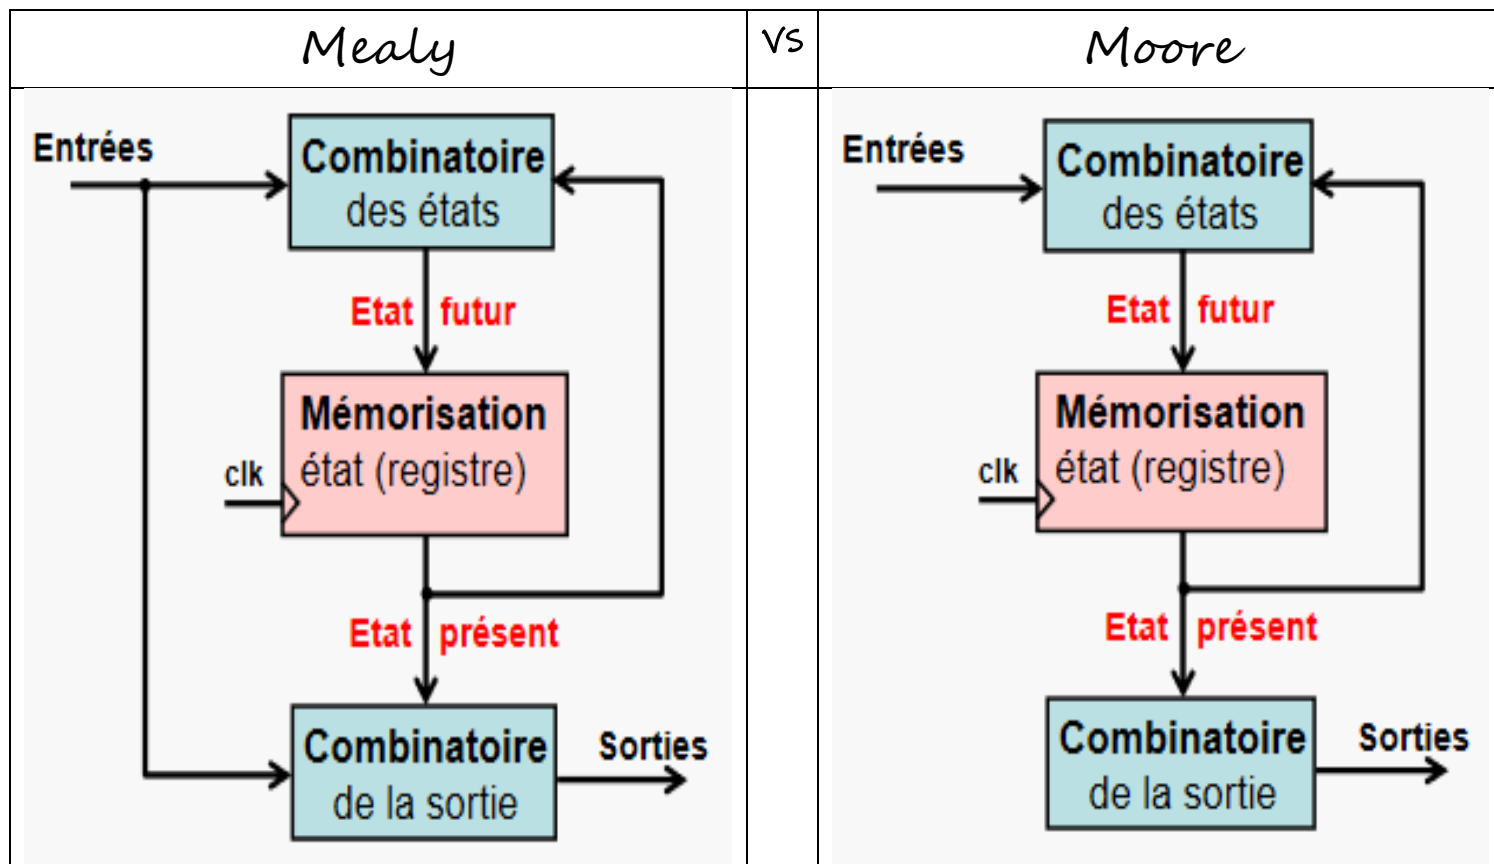 Mealy
vs
Moore
Entrées
Combinatoire
des états
Etat futur
Mémorisation
état (registre)
clk
Etat présent
Combinatoire
de la sortie
Sorties
Entrées
Combinatoire
des états
Etat futur
Mémorisation
état (registre)
clk
Etat présent
Combinatoire
de la sortie
Sorties